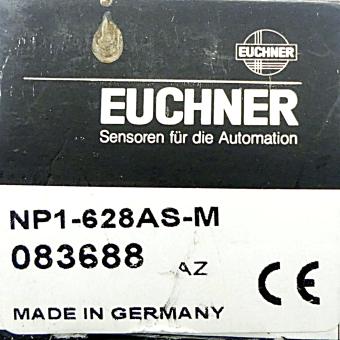 EUCHNER
EUCHNER
Sensoren für die Automation
NP1-628AS-M
083688 AZ
CE
MADE IN GERMANY